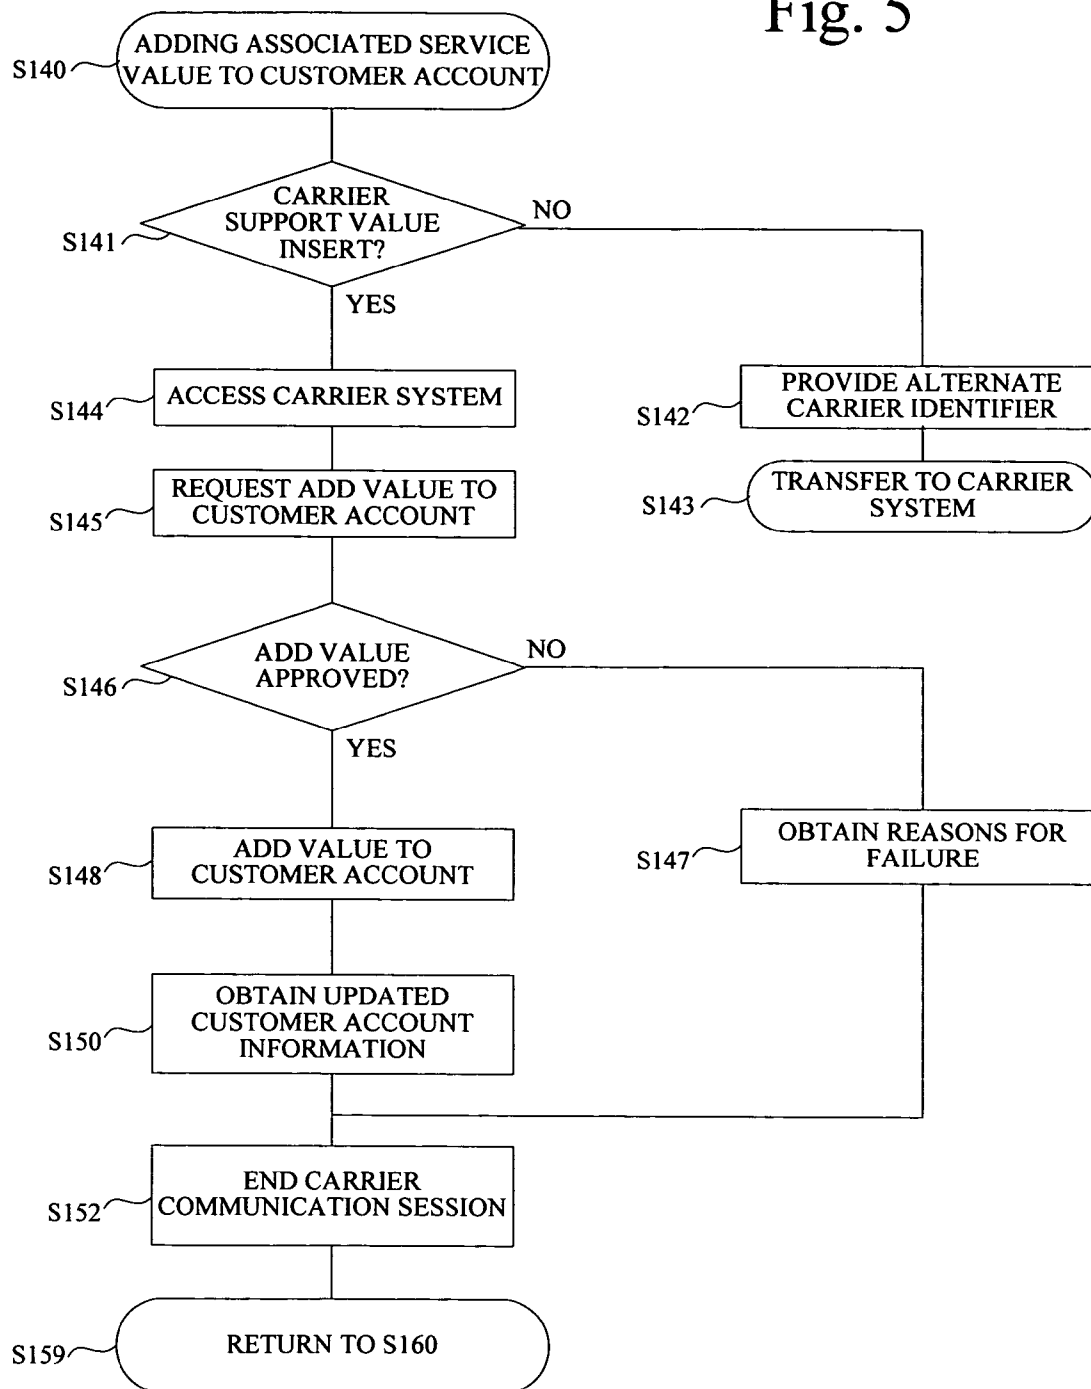 Fig. 5
S140
ADDING ASSOCIATED SERVICE
VALUE TO CUSTOMER ACCOUNT
S141
CARRIER
SUPPORT VALUE
INSERT?
NO
YES
S144
ACCESS CARRIER SYSTEM
S142
PROVIDE ALTERNATE
CARRIER IDENTIFIER
S145
REQUEST ADD VALUE TO
CUSTOMER ACCOUNT
S143
TRANSFER TO CARRIER
SYSTEM
S146
ADD VALUE
APPROVED?
NO
YES
S148
ADD VALUE TO
CUSTOMER ACCOUNT
S147
OBTAIN REASONS FOR
FAILURE
S150
OBTAIN UPDATED
CUSTOMER ACCOUNT
INFORMATION
S152
END CARRIER
COMMUNICATION SESSION
S159
RETURN TO S160